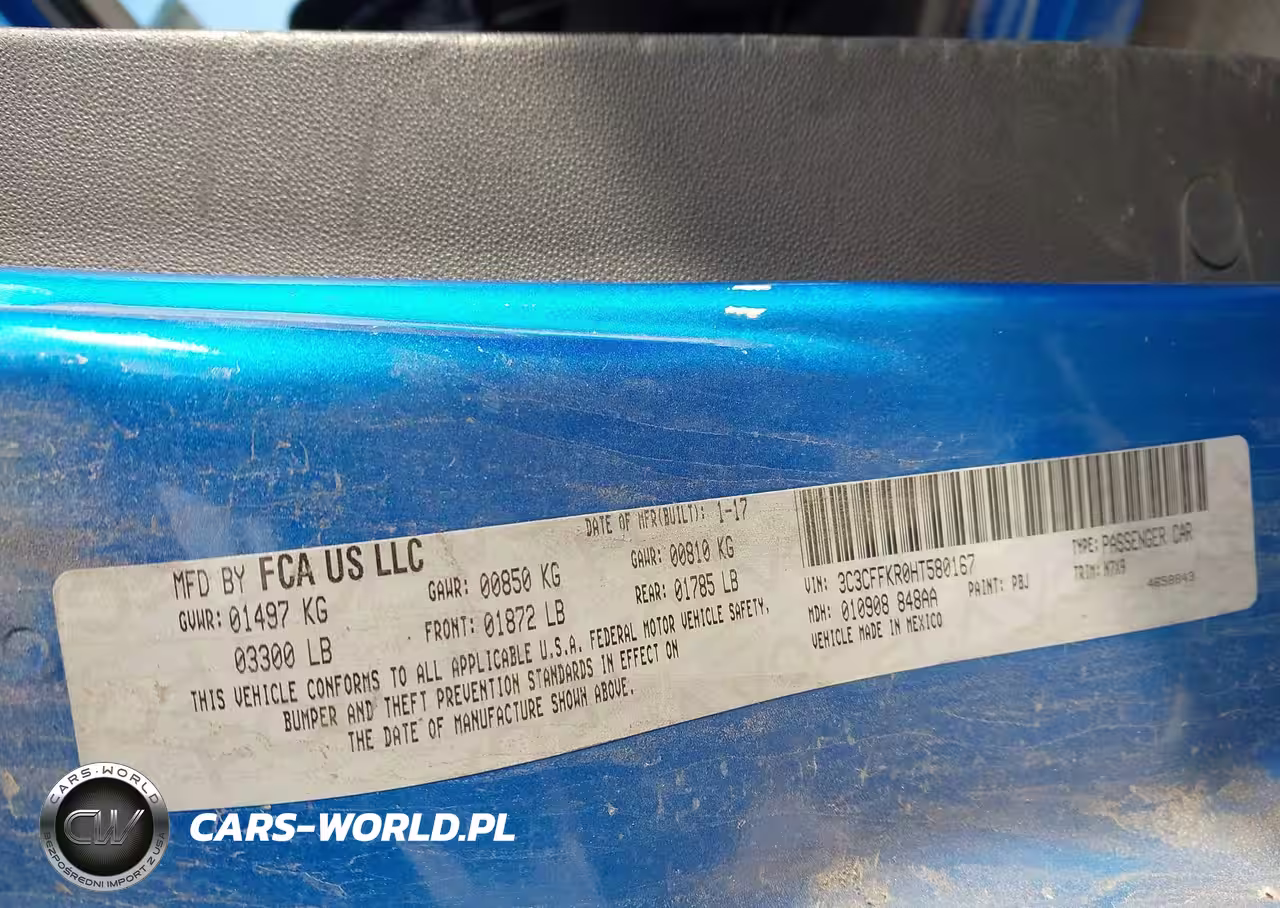 DATE OF MFR(BUILT): 1-17
MFD BY FCA US LLC
GAWR: 00850 KG
GAWR: 00810 KG
GVWR: 01497 KG
FRONT: 01872 LB
REAR: 01785 LB
03300 LB
THIS VEHICLE CONFORMS TO ALL APPLICABLE U.S.A. FEDERAL MOTOR VEHICLE SAFETY,
BUMPER AND THEFT PREVENTION STANDARDS IN EFFECT ON
THE DATE OF MANUFACTURE SHOWN ABOVE.
VIN: 3C3CFFKR0HT580167
TYPE: PASSENGER CAR
MDH: 010908 848AA
PAINT: PBJ
TRIM:
VEHICLE MADE IN MEXICO
CARS-WORLD
CW
BEZPOŚREDNI IMPORT Z USA
CARS-WORLD.PL